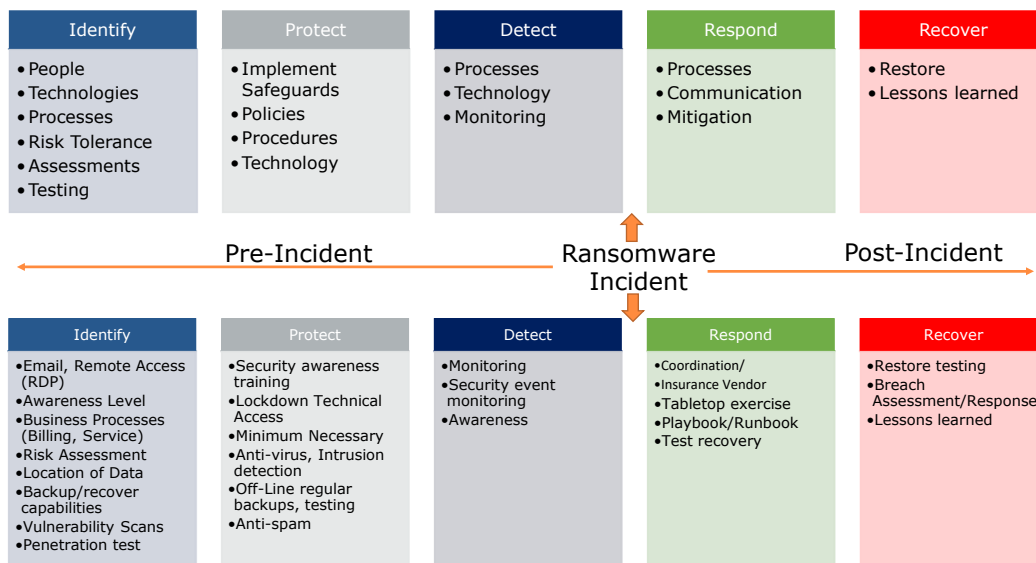 Identify
• People
• Technologies
• Processes
• Risk Tolerance
• Assessments
• Testing
Protect
• Implement
Safeguards
• Policies
• Procedures
• Technology
Detect
• Processes
• Technology
• Monitoring
Respond
• Processes
• Communication
• Mitigation
Recover
• Restore
• Lessons learned
Pre-Incident
Ransomware
Incident
Post-Incident
Identify
•Email, Remote Access
(RDP)
•Awareness Level
•Business Processes
(Billing, Service)
•Risk Assessment
•Location of Data
•Backup/recover
capabilities
•Vulnerability Scans
•Penetration test
Protect
•Security awareness
training
•Lockdown Technical
Access
•Minimum Necessary
•Anti-virus, Intrusion
detection
•Off-Line regular
backups, testing
•Anti-spam
Detect
•Monitoring
•Security event
monitoring
•Awareness
Respond
•Coordination/
•Insurance Vendor
•Tabletop exercise
•Playbook/Runbook
•Test recovery
Recover
•Restore testing
•Breach
Assessment/Response
•Lessons learned